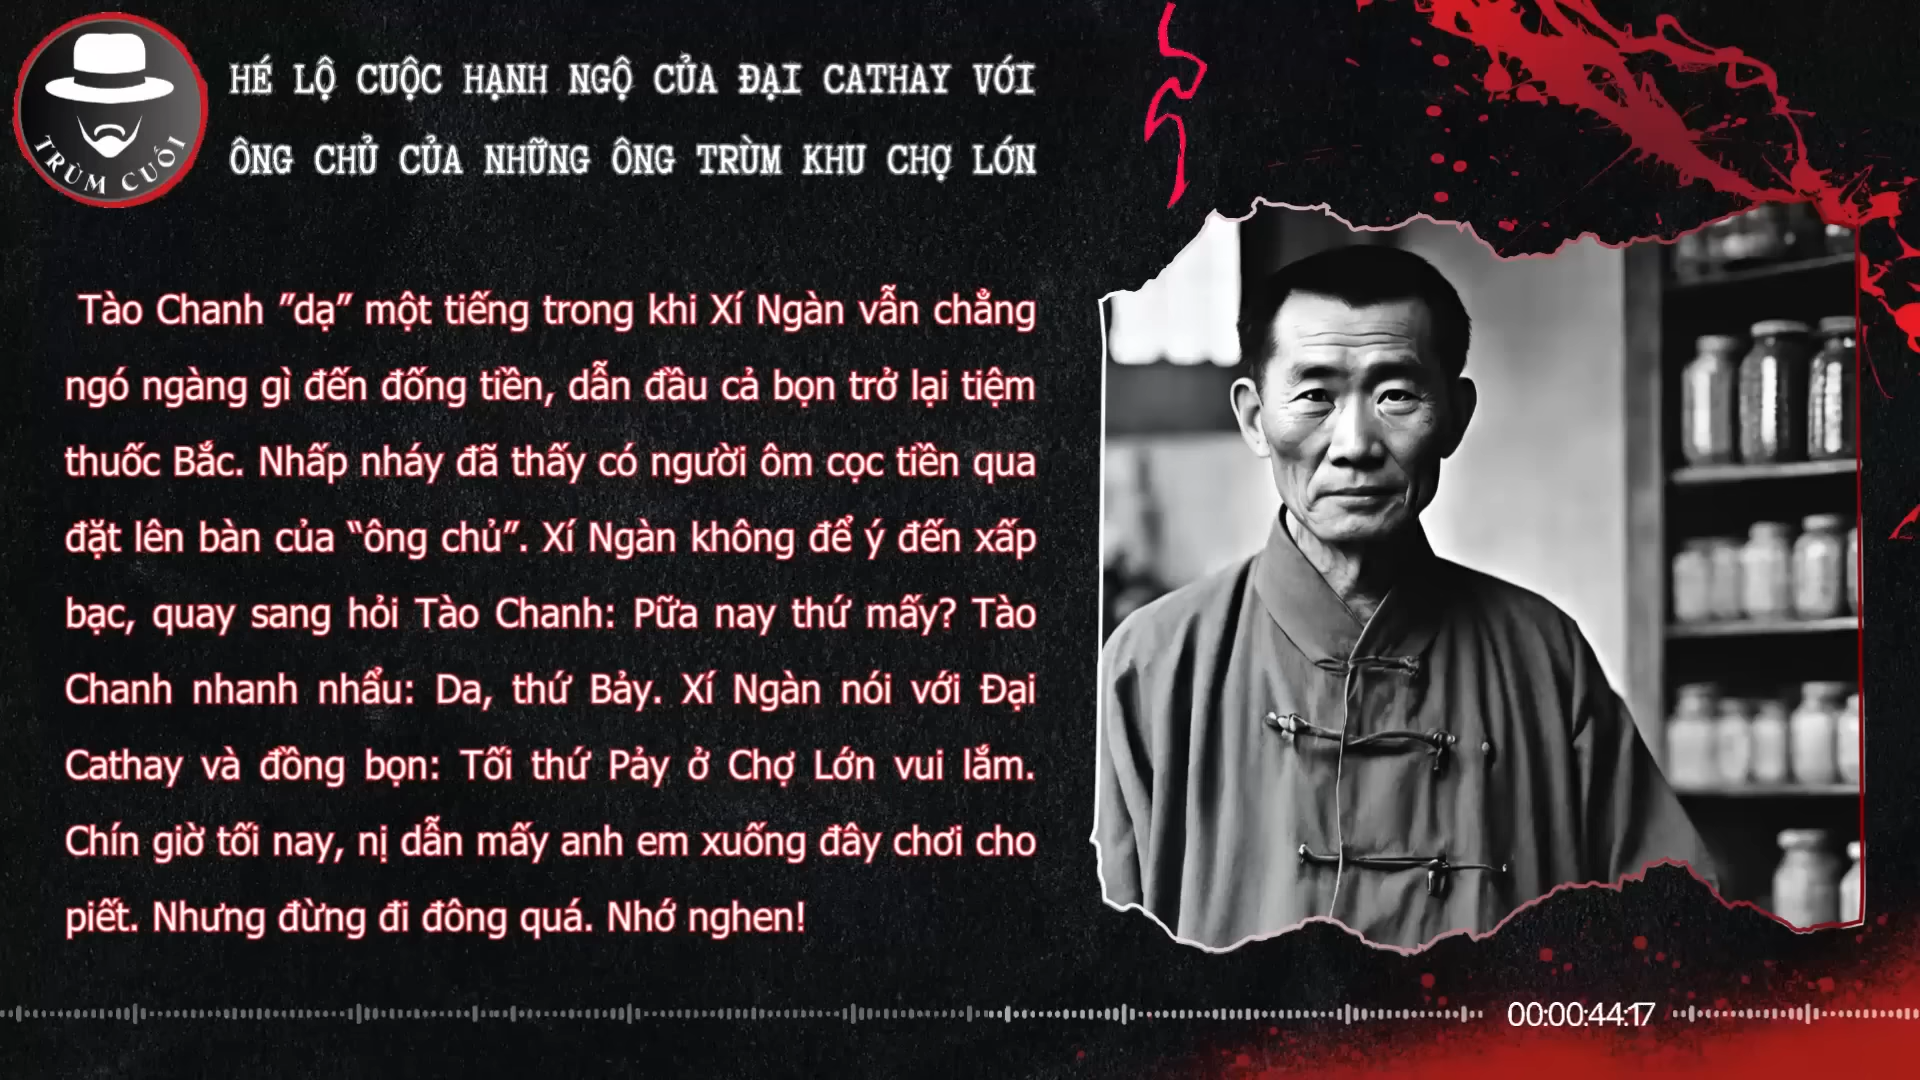 TRÙM CUỐI
HÉ LỘ CUỘC HẠNH NGỘ CỦA ĐẠI CATHAY VỚI
ÔNG CHỦ CỦA NHỮNG ÔNG TRÙM KHU CHỢ LỚN
Tào Chanh ”dạ” một tiếng trong khi Xí Ngàn vẫn chẳng
ngó ngàng gì đến đống tiền, dẫn đầu cả bọn trở lại tiệm
thuốc Bắc. Nhấp nháy đã thấy có người ôm cọc tiền qua
đặt lên bàn của “ông chủ”. Xí Ngàn không để ý đến xấp
bạc, quay sang hỏi Tào Chanh: Pữa nay thứ mấy? Tào
Chanh nhanh nhẩu: Da, thứ Bảy. Xí Ngàn nói với Đại
Cathay và đồng bọn: Tối thứ Pảy ở Chợ Lớn vui lắm.
Chín giờ tối nay, nị dẫn mấy anh em xuống đây chơi cho
piết. Nhưng đừng đi đông quá. Nhớ nghen!
00:00:44:17